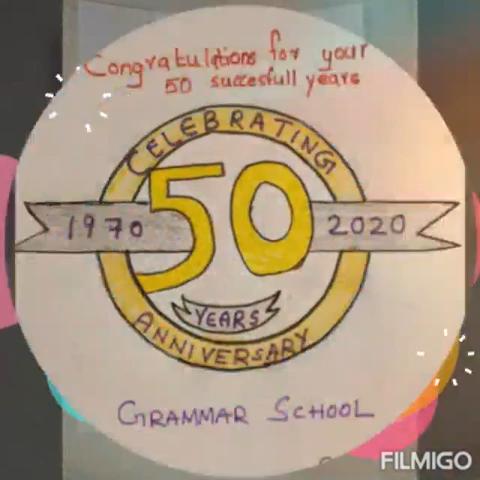 Congratulations for your
50 succesfull years
CELEBRATING
50
1970
2020
YEARS
ANNIVERSARY
GRAMMAR SCHOOL
FILMIGO